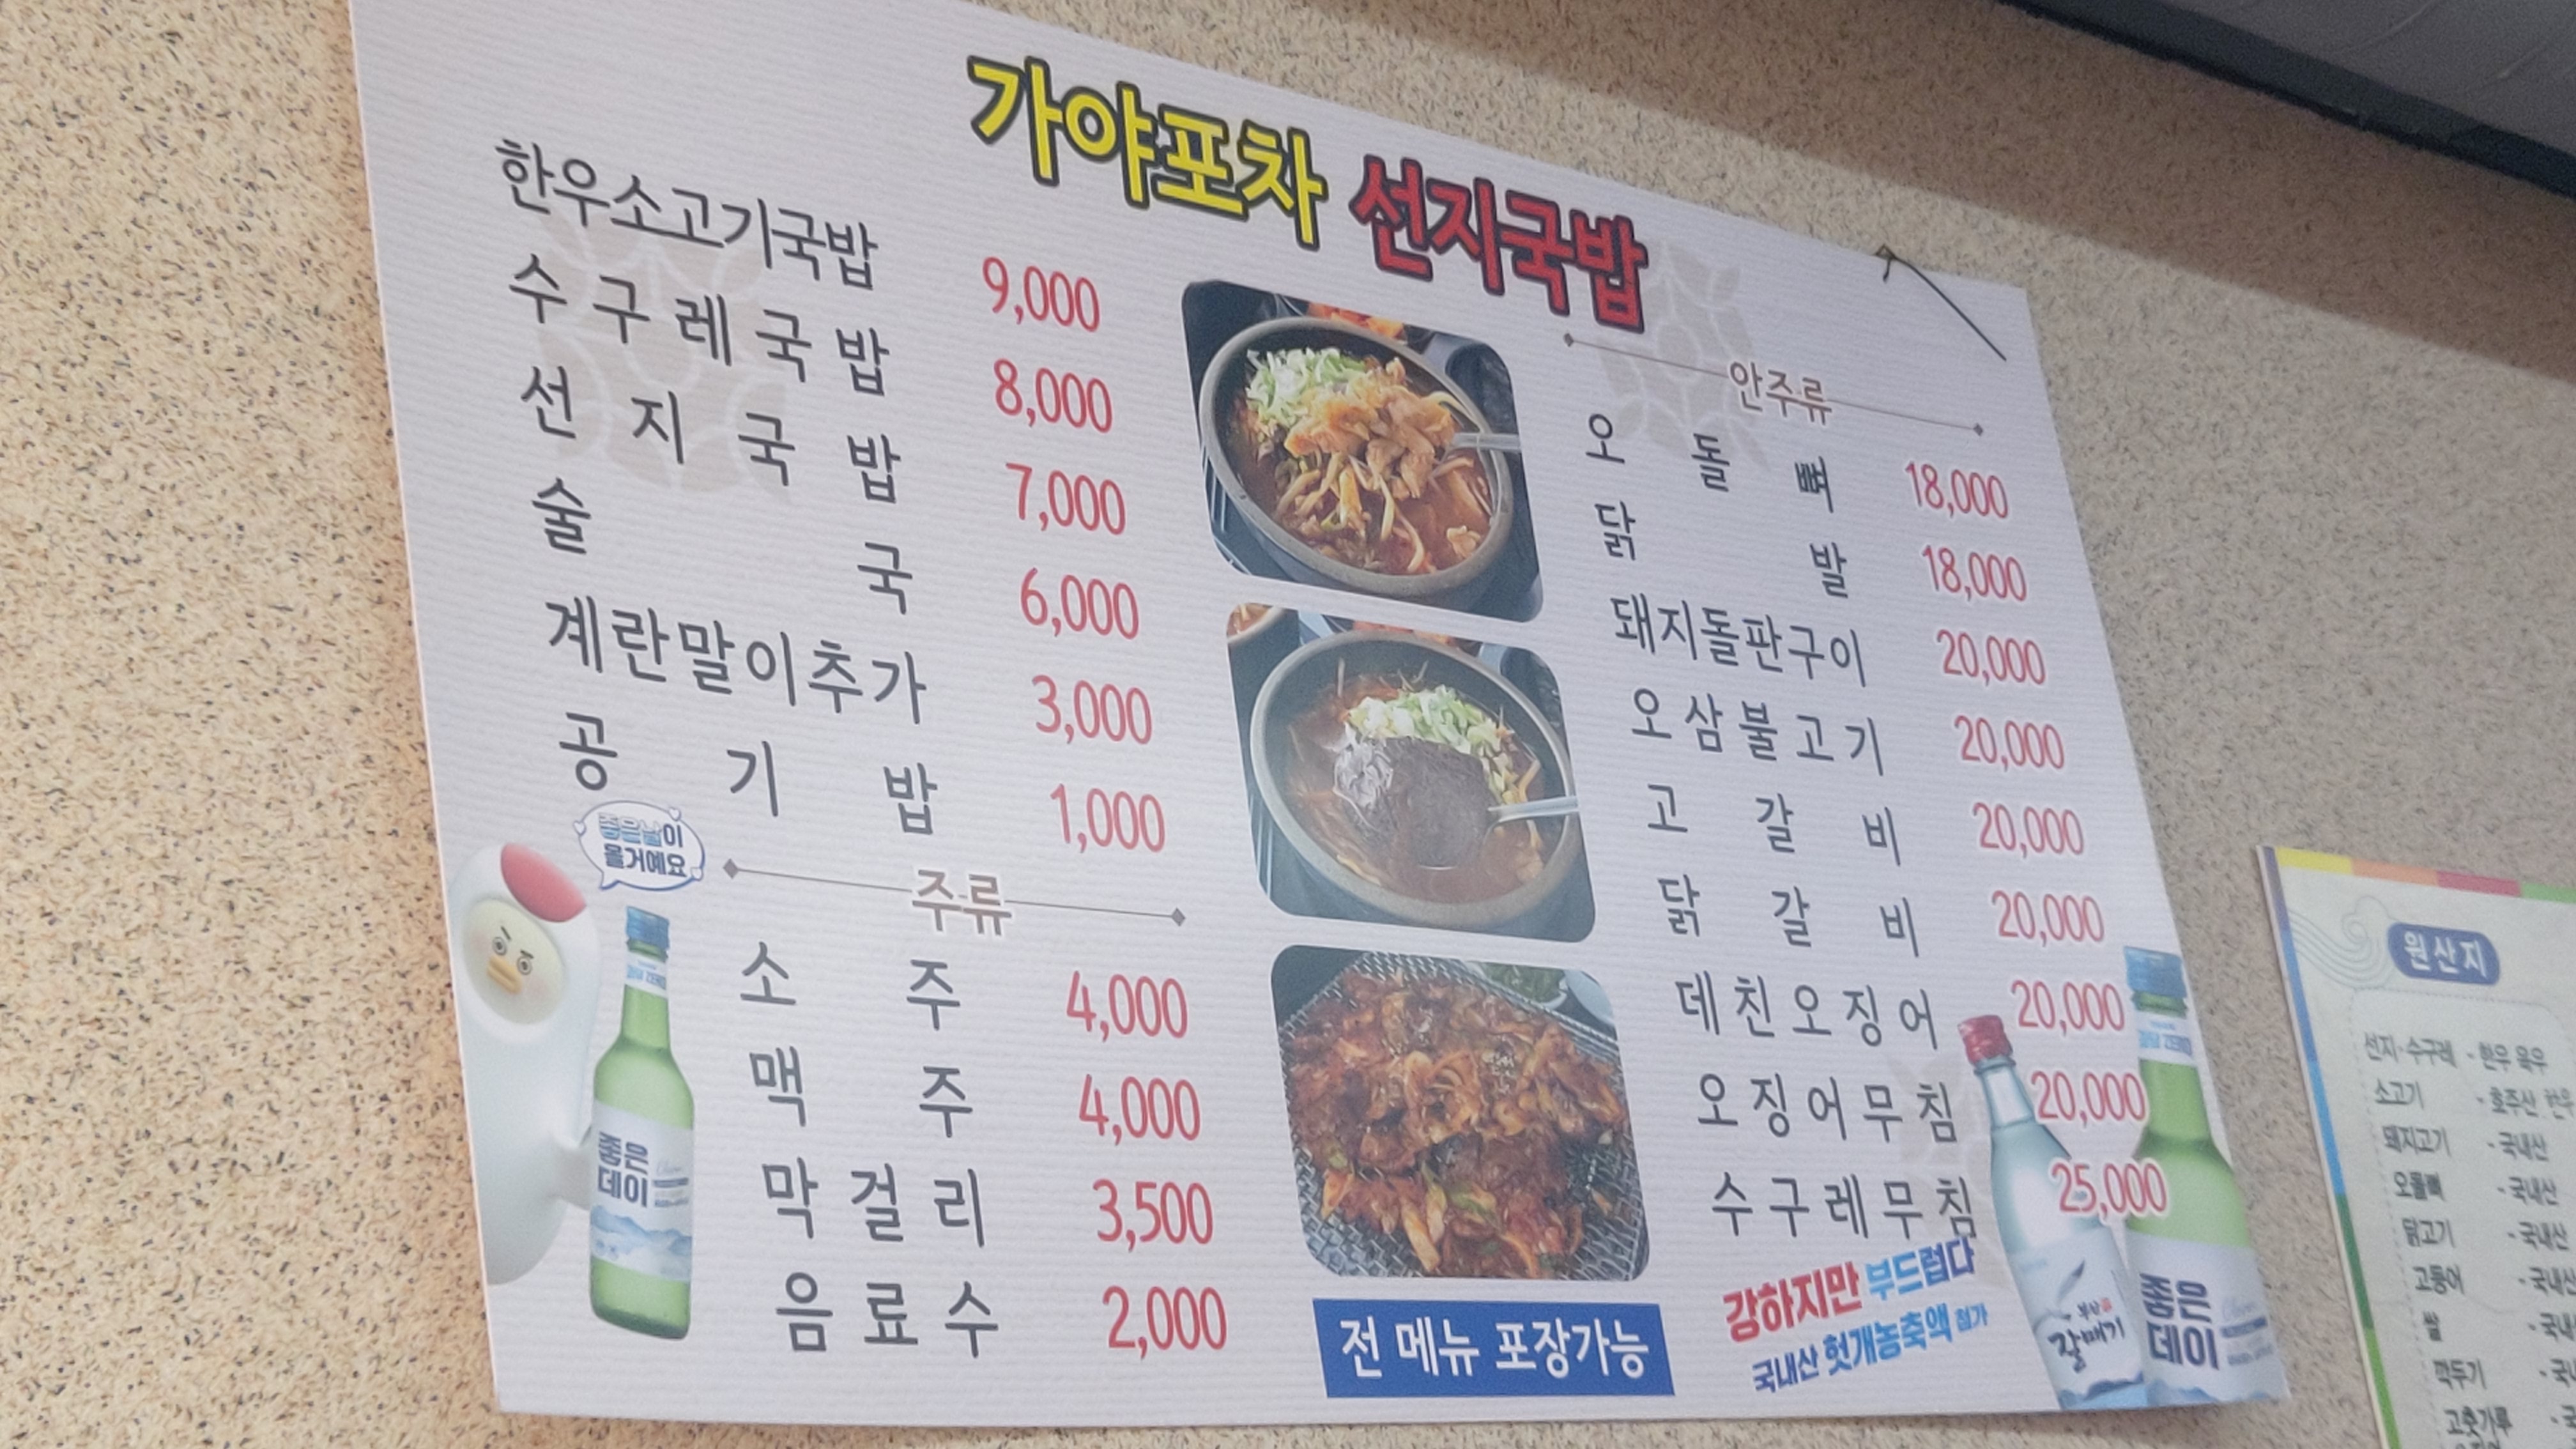 가야포차 선지국밥
한우소고기국밥 9,000
수구레국밥 8,000
선지국밥 7,000
술국 6,000
계란말이추가 3,000
공기밥 1,000
좋은날이
올거예요
주류
소주 4,000
맥주 4,000
막걸리 3,500
음료수 2,000
좋은
데이
전 메뉴 포장가능
안주류
오돌뼈 18,000
닭발 18,000
돼지돌판구이 20,000
오삼불고기 20,000
고갈비 20,000
닭갈비 20,000
데친오징어 20,000
오징어무침 20,000
수구레무침 25,000
강하지만 부드럽다
국내산 헛개농축액 첨가
부산
갈매기
좋은
데이
원산지
선지·수구레 - 한우 육우
소고기 - 호주산 한우
돼지고기 - 국내산
오돌뼈 - 국내산
닭고기 - 국내산
고등어 - 국내산
쌀 - 국내
깍두기 - 국
고춧가루